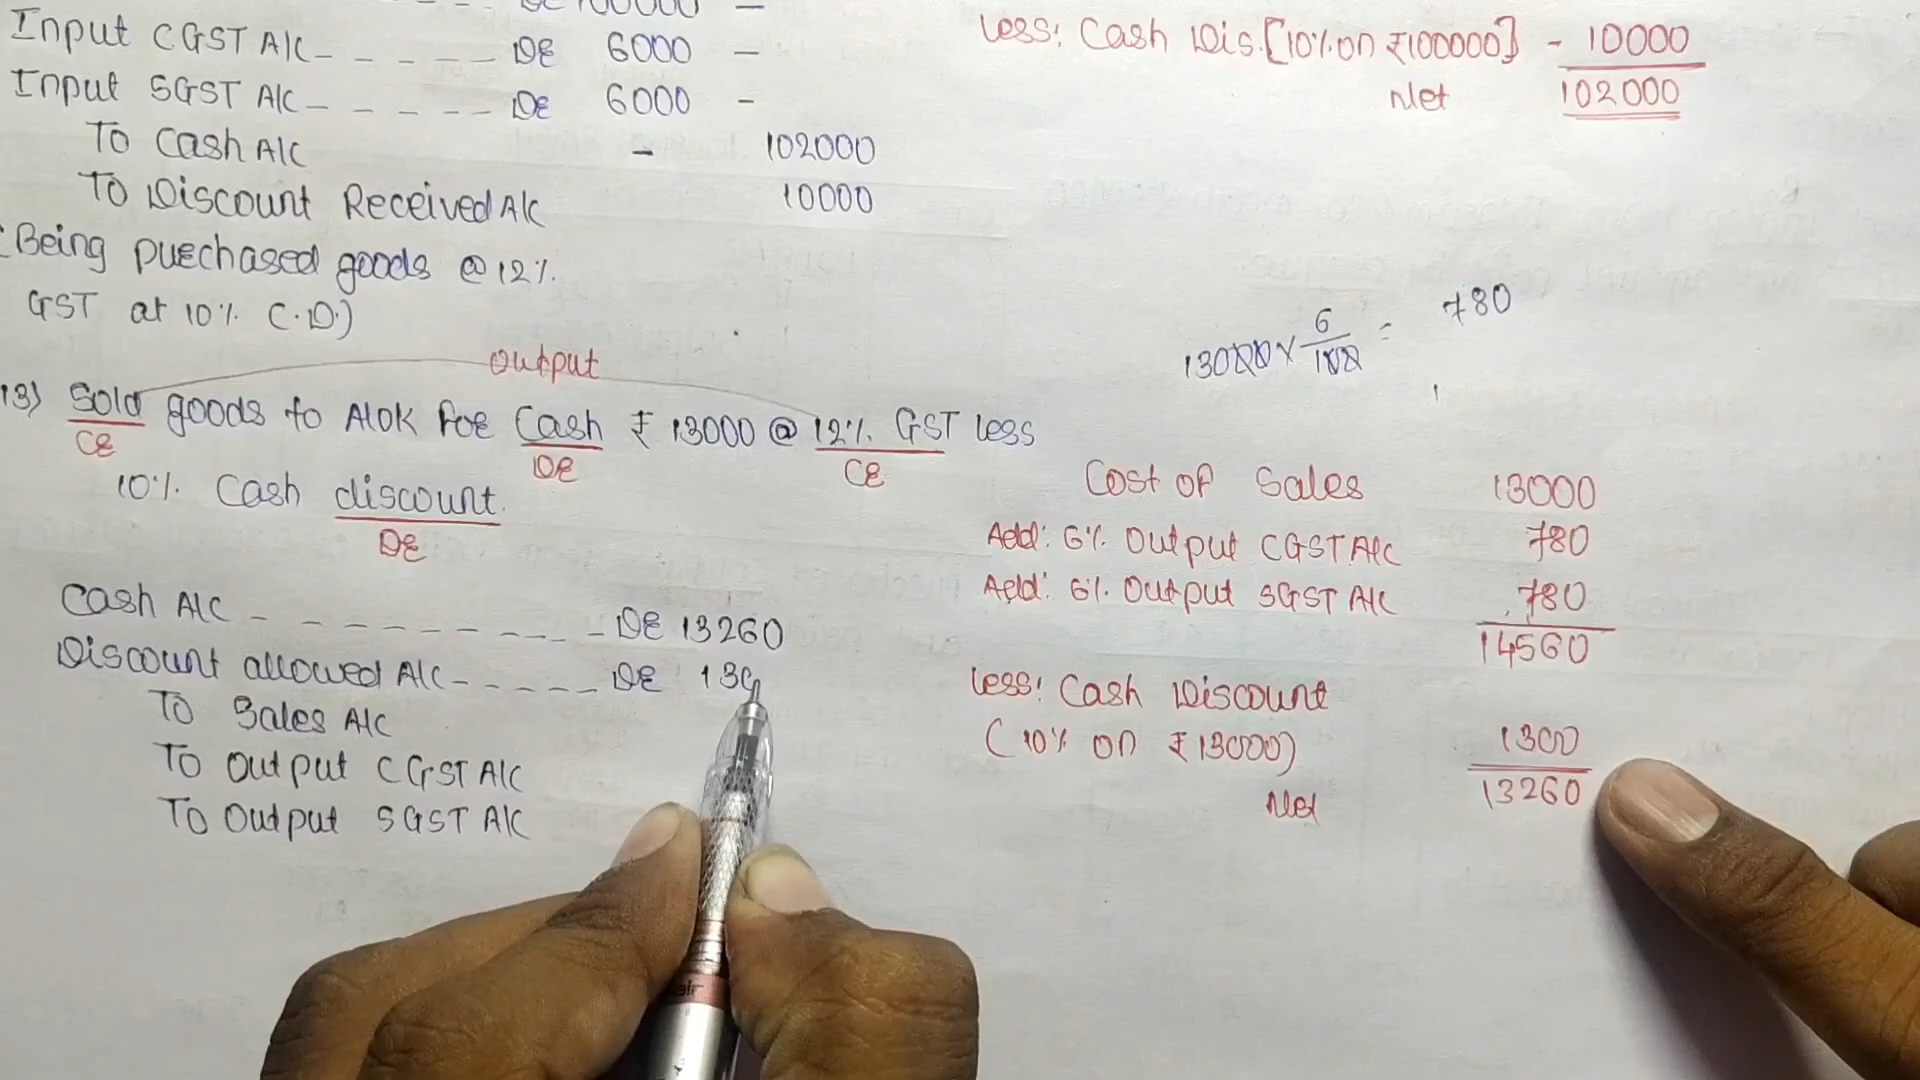 100000 -
Input CGST A/C - - - - - DR 6000 -
Input SGST A/C - - - - - DR 6000 -
To Cash A/C - 102000
To Discount Received A/C 10000
Being purchased goods @ 12%
GST at 10% C.D.)
Less: Cash Dis. [10% on ₹100000] - 10000
Net 102000
13000 x 6/100 = 780
Output
13) Sold goods to Alok for Cash ₹ 13000 @ 12% GST less
CR DR CR
10% Cash discount.
DR
Cash A/C - - - - - - - - - - DR 13260
Discount allowed A/C - - - - - DR 130
To Sales A/C
To Output CGST A/C
To Output SGST A/C
Cost of Sales 13000
Add: 6% Output CGST A/C 780
Add: 6% Output SGST A/C 780
14560
Less: Cash Discount
(10% on ₹13000) 1300
Net 13260